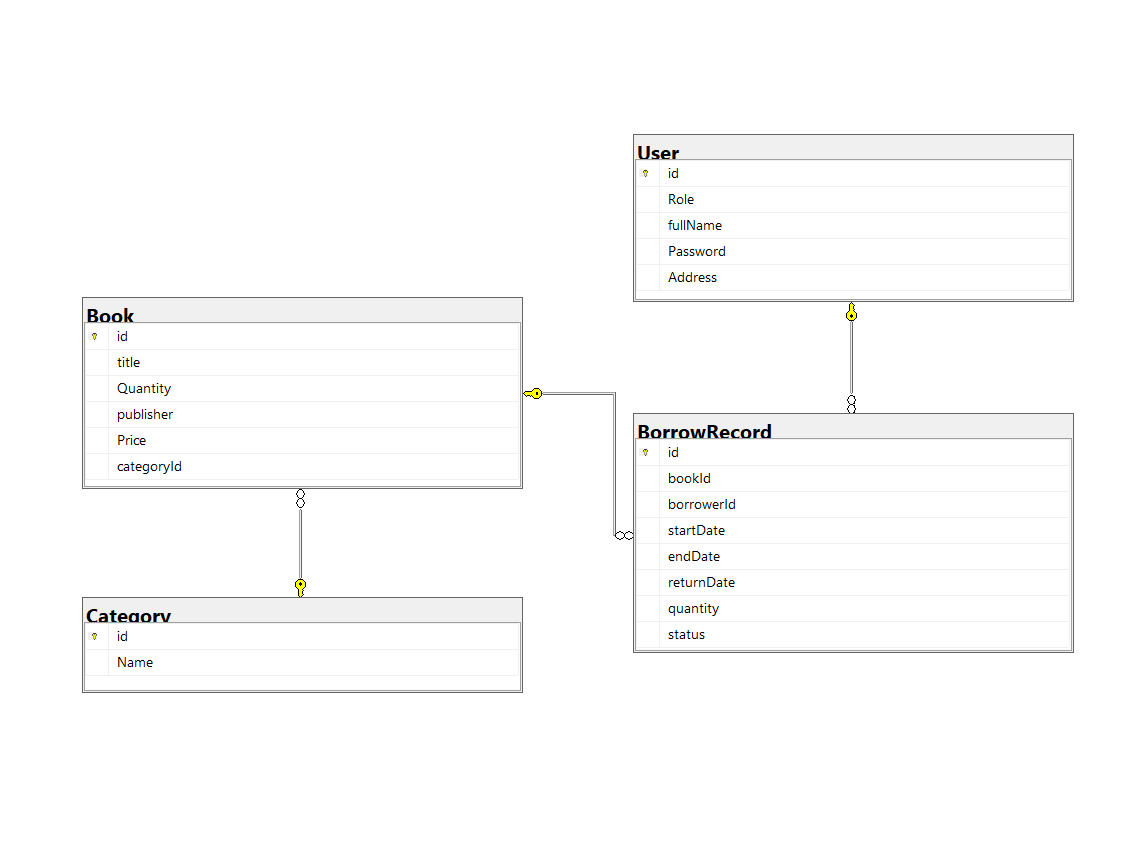 User
id
Role
fullName
Password
Address
Book
id
title
Quantity
publisher
Price
categoryId
BorrowRecord
id
bookId
borrowerId
startDate
endDate
returnDate
quantity
status
Category
id
Name